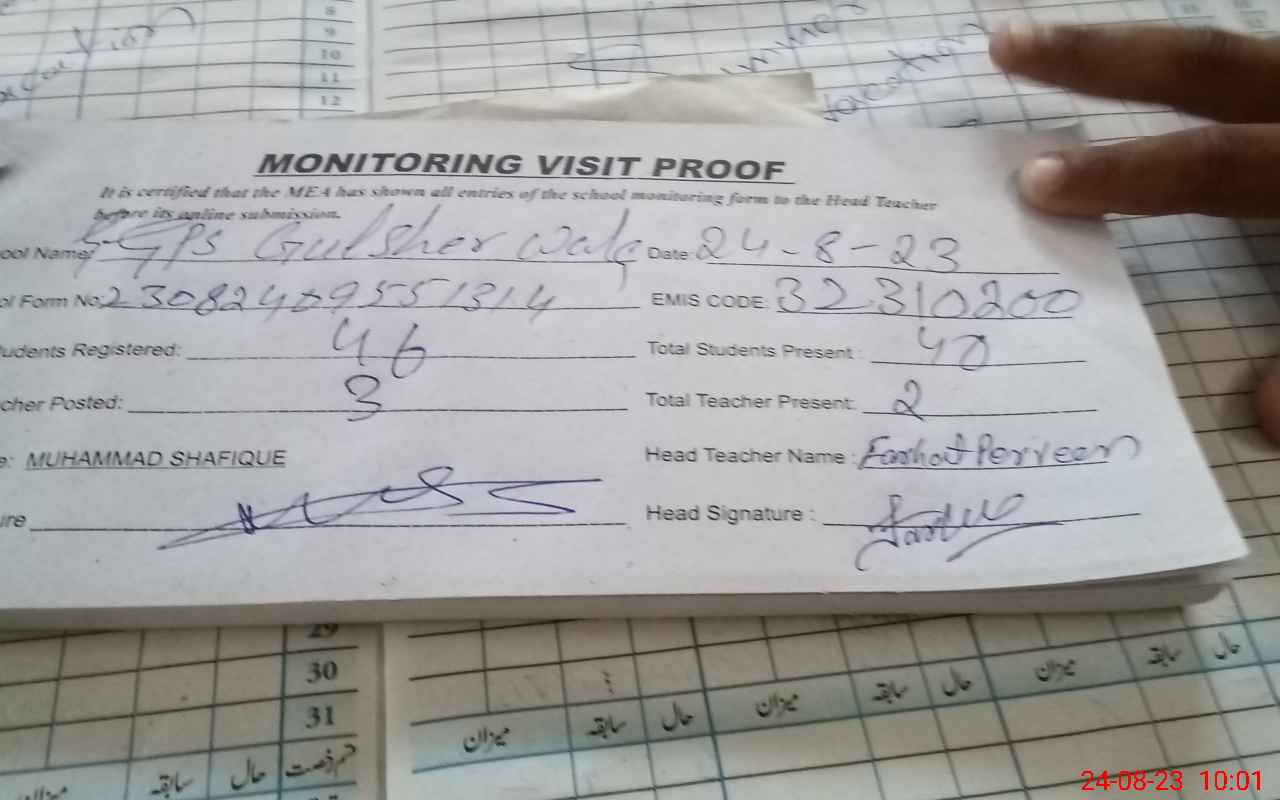 8
9
10
11
12
MONITORING VISIT PROOF
It is certified that the MEA has shown all entries of the school monitoring form to the Head Teacher
before its online submission.
ool Name: GPS Gulsher Wala Date: 24-8-23
ol Form No: 2308240955 1314 EMIS CODE: 32310200
tudents Registered: 46 Total Students Present :
cher Posted: 3 Total Teacher Present: 2
e: MUHAMMAD SHAFIQUE Head Teacher Name : Farhat Perveen
ure Head Signature :
29
30
31
میزان سابقہ حال میزان سابقہ حال میزان سابقہ حال
میزان سابقہ حال
24-08-23 10:01